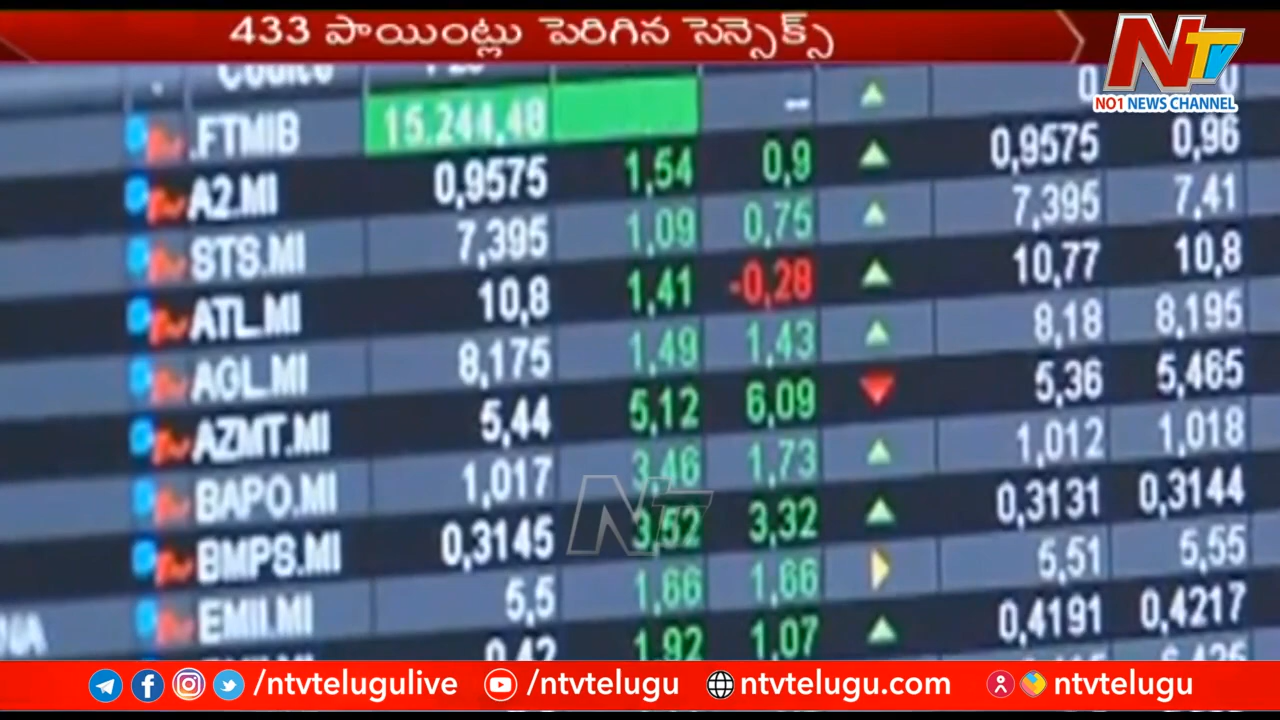 433 పాయింట్లు పెరిగిన సెన్సెక్స్
NTV
NO1 NEWS CHANNEL
Codice
.FTMIB 15.244,48 --
A2.MI 0,9575 1,54 0,9 0,9575 0,96
STS.MI 7,395 1,09 0,75 7,395 7,41
ATL.MI 10,8 1,41 -0,28 10,77 10,8
AGL.MI 8,175 1,49 1,43 8,18 8,195
AZMT.MI 5,44 5,12 6,09 5,36 5,465
BAPO.MI 1,017 3,46 1,73 1,012 1,018
BMPS.MI 0,3145 3,52 3,32 0,3131 0,3144
EMII.MI 5,5 1,66 1,66 5,51 5,55
0,42 1,92 1,07 0,4191 0,4217
/ntvtelugulive /ntvtelugu ntvtelugu.com ntvtelugu